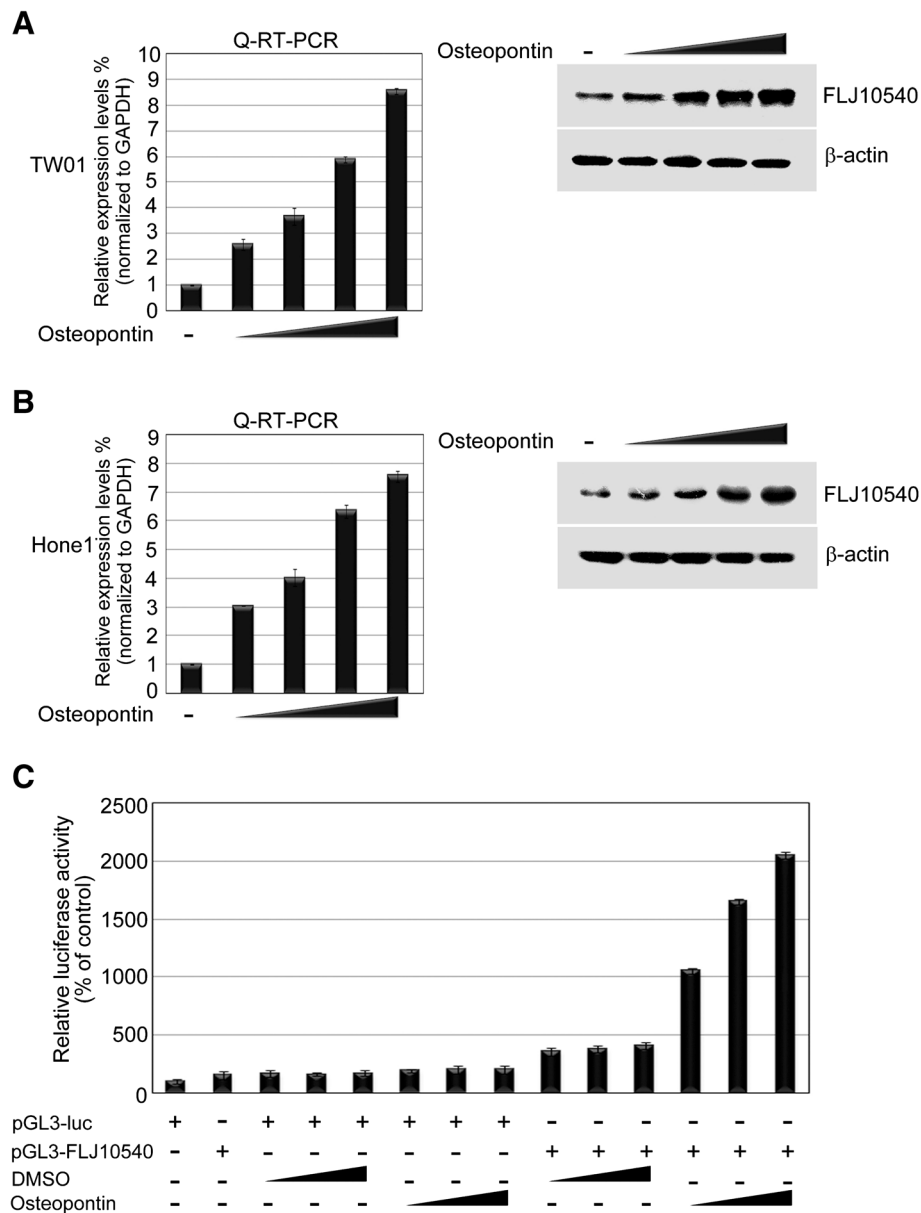 A
Q-RT-PCR
TW01
Relative expression levels %
(normalized to GAPDH)
10
9
8
7
6
5
4
3
2
1
0
Osteopontin -
Osteopontin -
FLJ10540
β-actin
B
Q-RT-PCR
Hone1
Relative expression levels %
(normalized to GAPDH)
9
8
7
6
5
4
3
2
1
0
Osteopontin -
Osteopontin -
FLJ10540
β-actin
C
Relative luciferase activity
(% of control)
2500
2000
1500
1000
500
0
pGL3-luc + - + + + + + + - - - - - -
pGL3-FLJ10540 - + - - - - - - + + + + + +
DMSO - - - - - - - -
Osteopontin - - - - - - - -